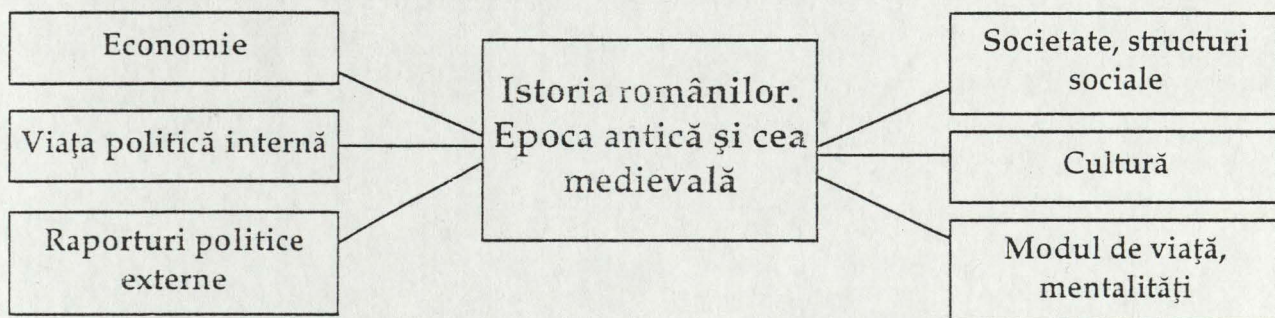 Economie
Viața politică internă
Raporturi politice
externe
Istoria românilor.
Epoca antică și cea
medievală
Societate, structuri
sociale
Cultură
Modul de viață,
mentalități